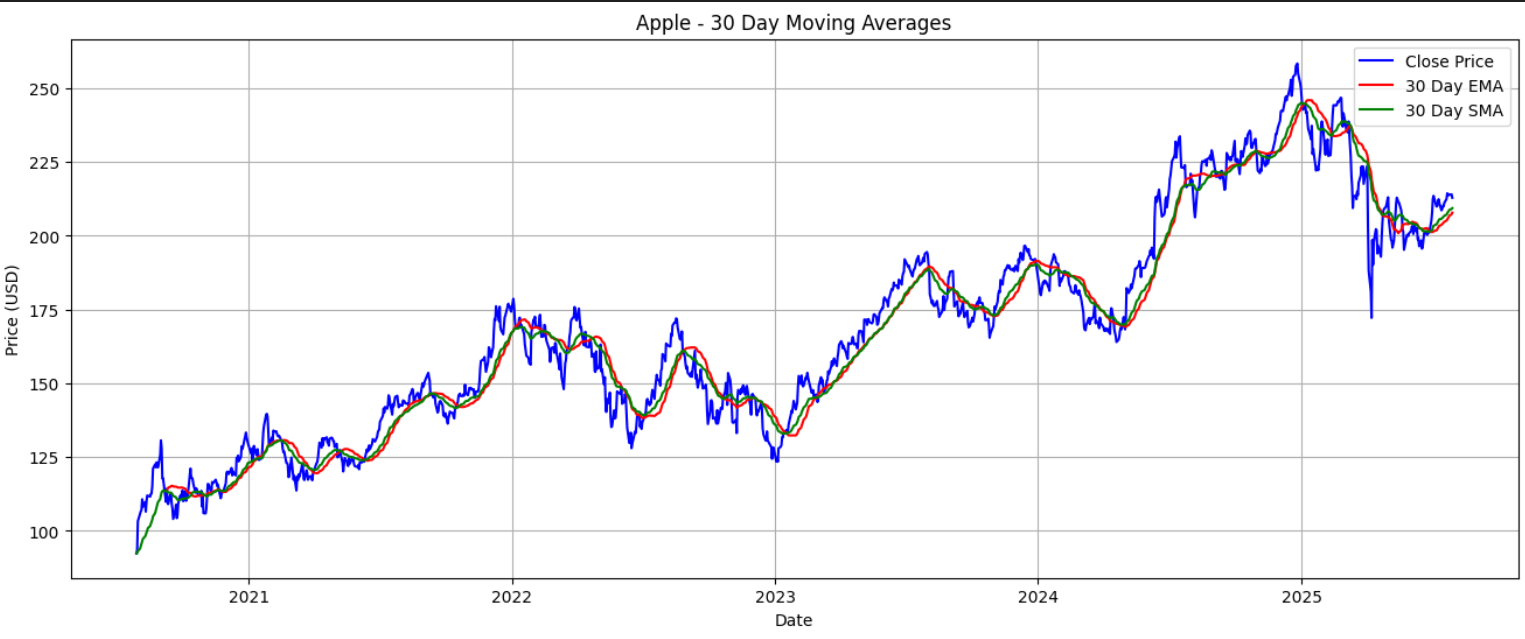 Apple - 30 Day Moving Averages
Close Price
30 Day EMA
30 Day SMA
250
225
200
175
150
125
100
Price (USD)
2021 2022 2023 2024 2025
Date